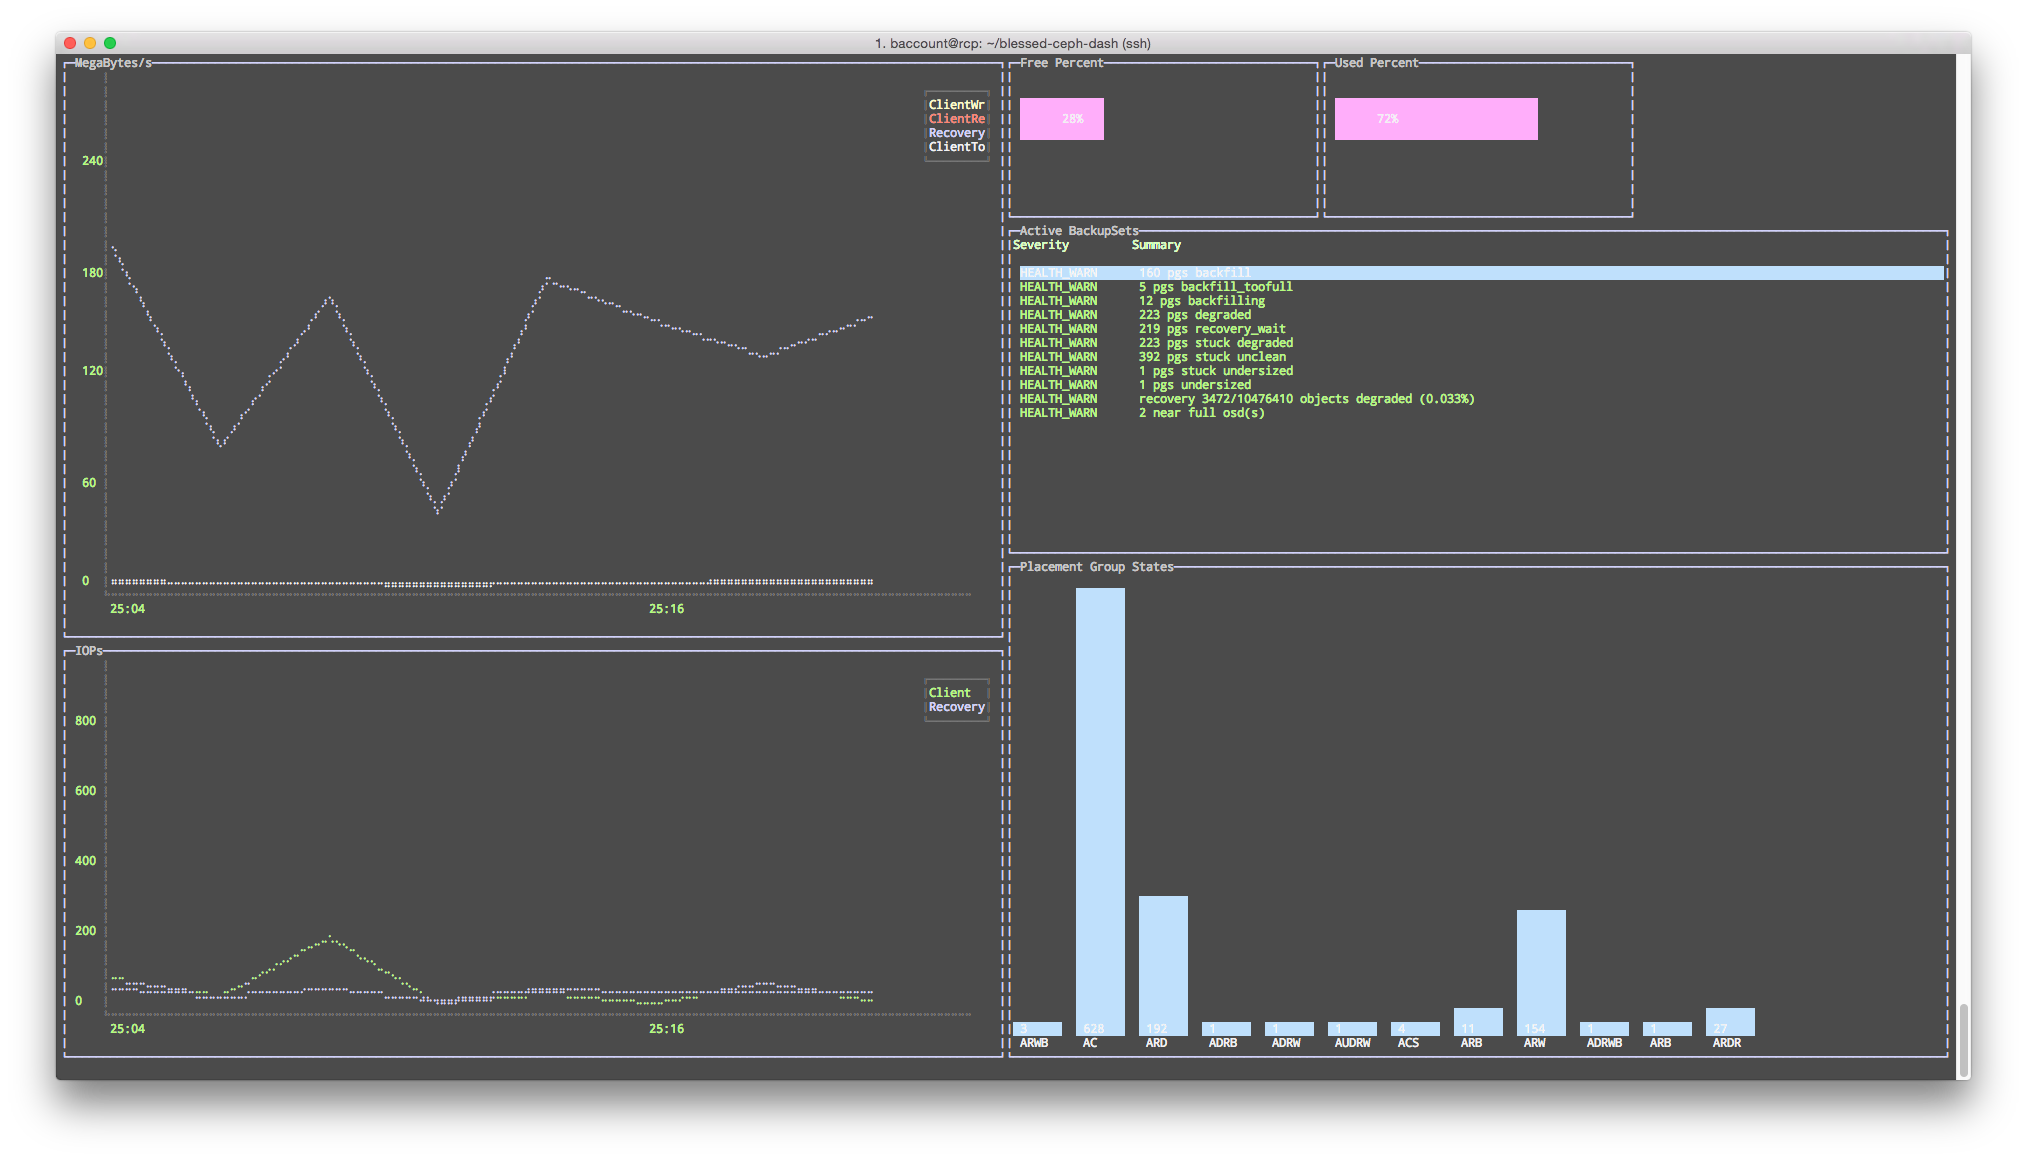 1. baccount@rcp: ~/blessed-ceph-dash (ssh)
MegaBytes/s
ClientWr
ClientRe
Recovery
ClientTo
240
180
120
60
0
25:04 25:16
IOPs
Client
Recovery
800
600
400
200
0
25:04 25:16
Free Percent
28%
Used Percent
72%
Active BackupSets
Severity Summary
HEALTH_WARN 160 pgs backfill
HEALTH_WARN 5 pgs backfill_toofull
HEALTH_WARN 12 pgs backfilling
HEALTH_WARN 223 pgs degraded
HEALTH_WARN 219 pgs recovery_wait
HEALTH_WARN 223 pgs stuck degraded
HEALTH_WARN 392 pgs stuck unclean
HEALTH_WARN 1 pgs stuck undersized
HEALTH_WARN 1 pgs undersized
HEALTH_WARN recovery 3472/10476410 objects degraded (0.033%)
HEALTH_WARN 2 near full osd(s)
Placement Group States
3 628 192 1 1 1 4 11 154 1 1 27
ARWB AC ARD ADRB ADRW AUDRW ACS ARB ARW ADRWB ARB ARDR